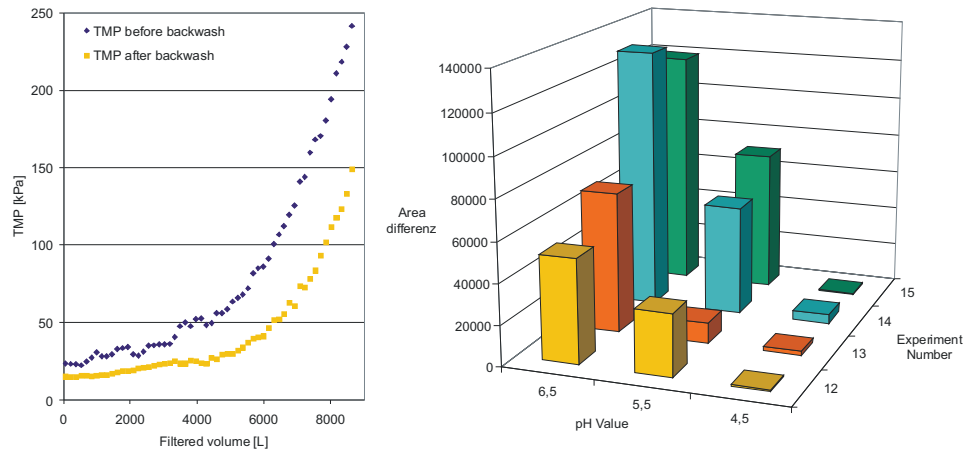 250
200
150
100
50
0
TMP [kPa]
TMP before backwash
TMP after backwash
0
2000
4000
6000
8000
Filtered volume [L]
140000
120000
100000
80000
60000
40000
20000
0
Area
differenz
6,5
5,5
4,5
pH Value
12
13
14
15
Experiment
Number